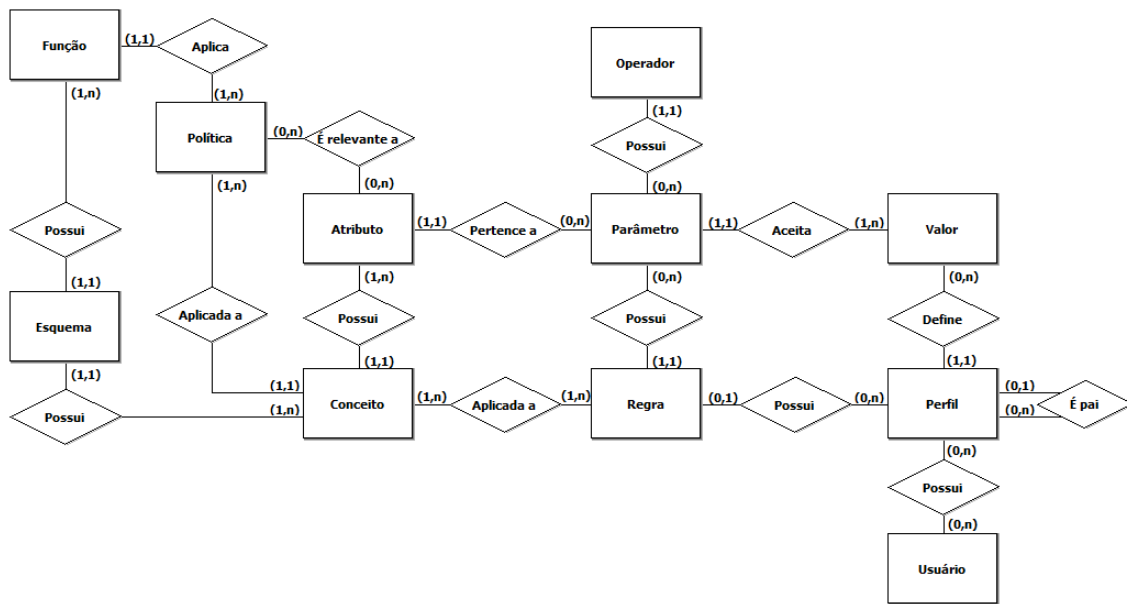 Função
(1,1)
Aplica
(1,n)
(1,n)
Operador
(1,1)
Política
(0,n)
É relevante a
Possui
(1,n)
(0,n)
(0,n)
Possui
Atributo
(1,1)
Pertence a
(0,n)
Parâmetro
(1,1)
Aceita
(1,n)
Valor
(1,1)
(1,n)
(0,n)
(0,n)
Esquema
Aplicada a
Possui
Possui
Define
(1,1)
(1,1)
(1,1)
(1,1)
(1,1)
Possui
(1,n)
Conceito
(1,n)
Aplicada a
(1,n)
Regra
(0,1)
Possui
(0,n)
Perfil
(0,1)
(0,n)
É pai
(0,n)
Possui
(0,n)
Usuário